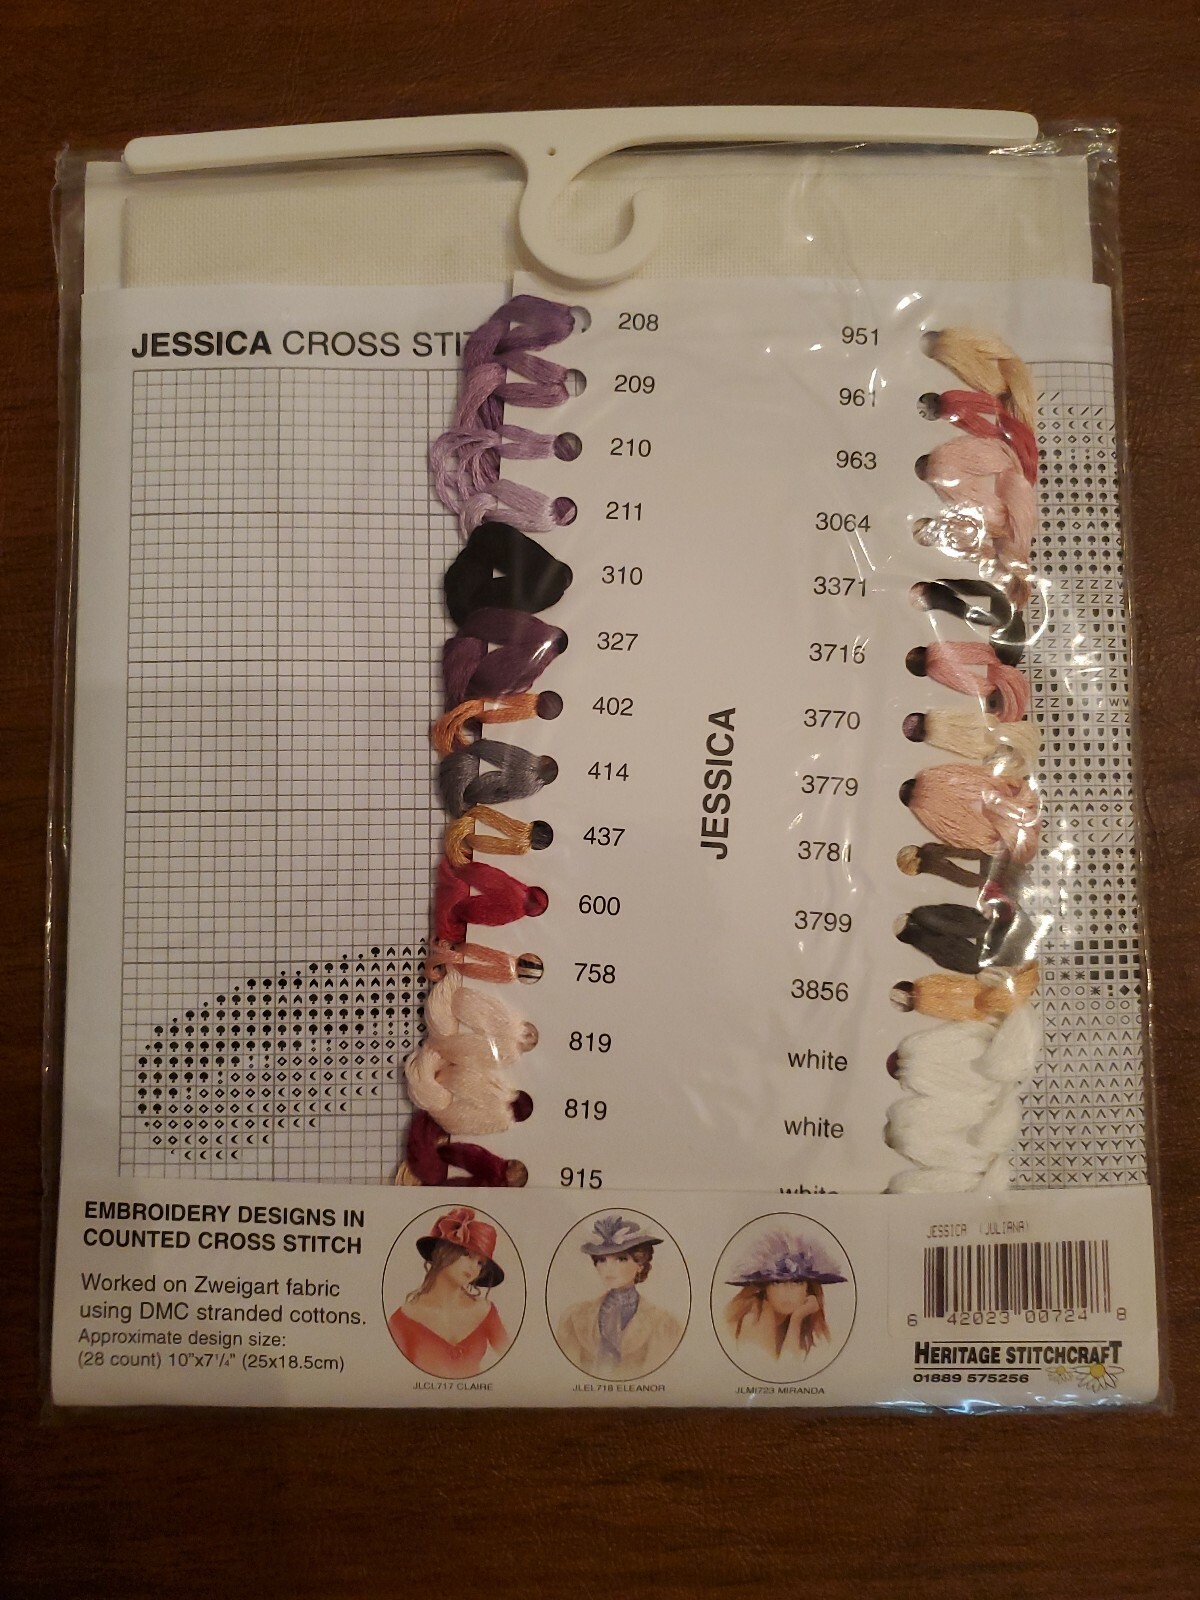 JESSICA CROSS STIT
208
209
210
211
310
327
402
414
437
600
758
819
819
915
JESSICA
951
961
963
3064
3371
3716
3770
3779
3781
3799
3856
white
white
white
EMBROIDERY DESIGNS IN
COUNTED CROSS STITCH
Worked on Zweigart fabric
using DMC stranded cottons.
Approximate design size:
(28 count) 10"x7¼" (25x18.5cm)
JLCL717 CLAIRE
JLEL718 ELEANOR
JLMI723 MIRANDA
JESSICA (JULIANA)
6 42023 00724 8
HERITAGE STITCHCRAFT
01889 575256